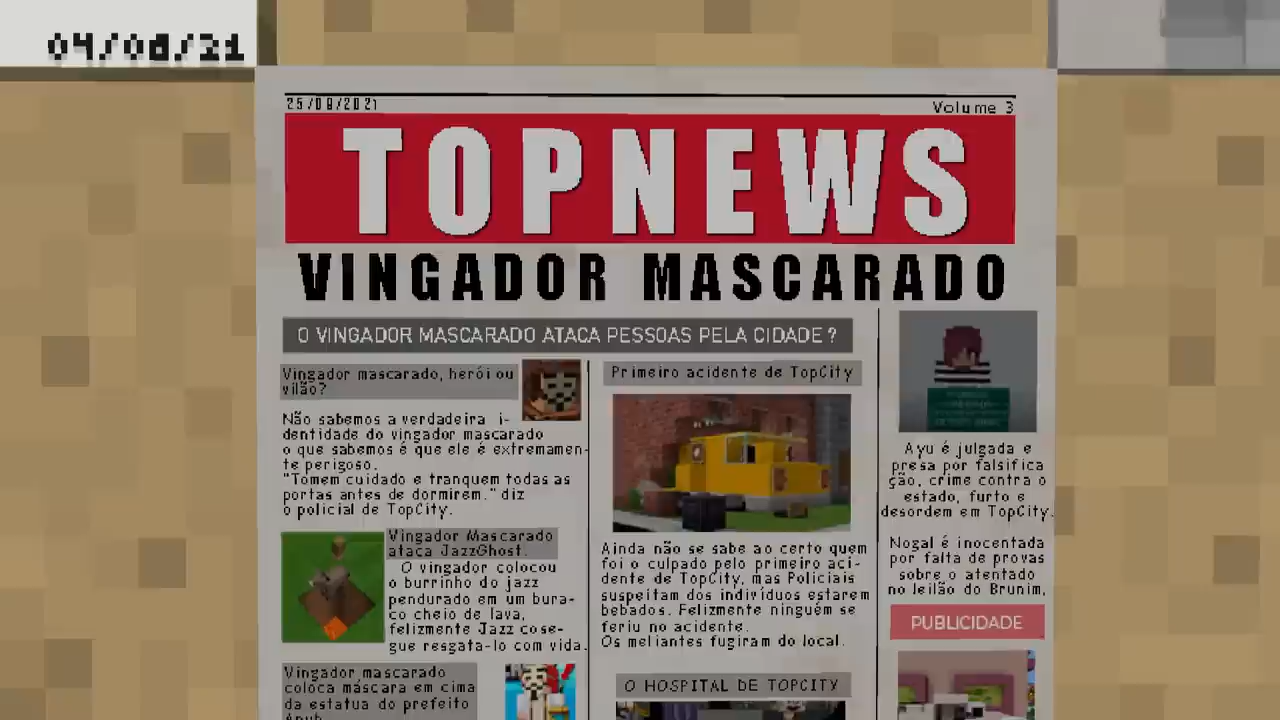 04/08/21
25/08/2021
Volume 3
TOPNEWS
VINGADOR MASCARADO
O VINGADOR MASCARADO ATACA PESSOAS PELA CIDADE?
Vingador mascarado, herói ou
vilão?
Não sabemos a verdadeira i-
dentidade do vingador mascarado
o que sabemos é que ele é extremamen-
te perigoso.
"Tomem cuidado e tranquem todas as
portas antes de dormirem." diz
o policial de TopCity.
Vingador Mascarado
ataca JazzGhost.
O vingador colocou
o burrinho do jazz
pendurado em um bura-
co cheio de lava,
felizmente Jazz cose-
gue resgata-lo com vida.
Vingador mascarado
coloca máscara em cima
da estatua do prefeito
Primeiro acidente de TopCity
Ainda não se sabe ao certo quem
foi o culpado pelo primeiro aci-
dente de TopCity, mas Policiais
suspeitam dos indivíduos estarem
bebados. Felizmente ninguém se
feriu no acidente.
Os meliantes fugiram do local.
O HOSPITAL DE TOPCITY
Ayu é julgada e
presa por falsifica
ção, crime contra o
estado, furto e
desordem em TopCity.
Nogal é inocentada
por falta de provas
sobre o atentado
no leilão do Brunim.
PUBLICIDADE